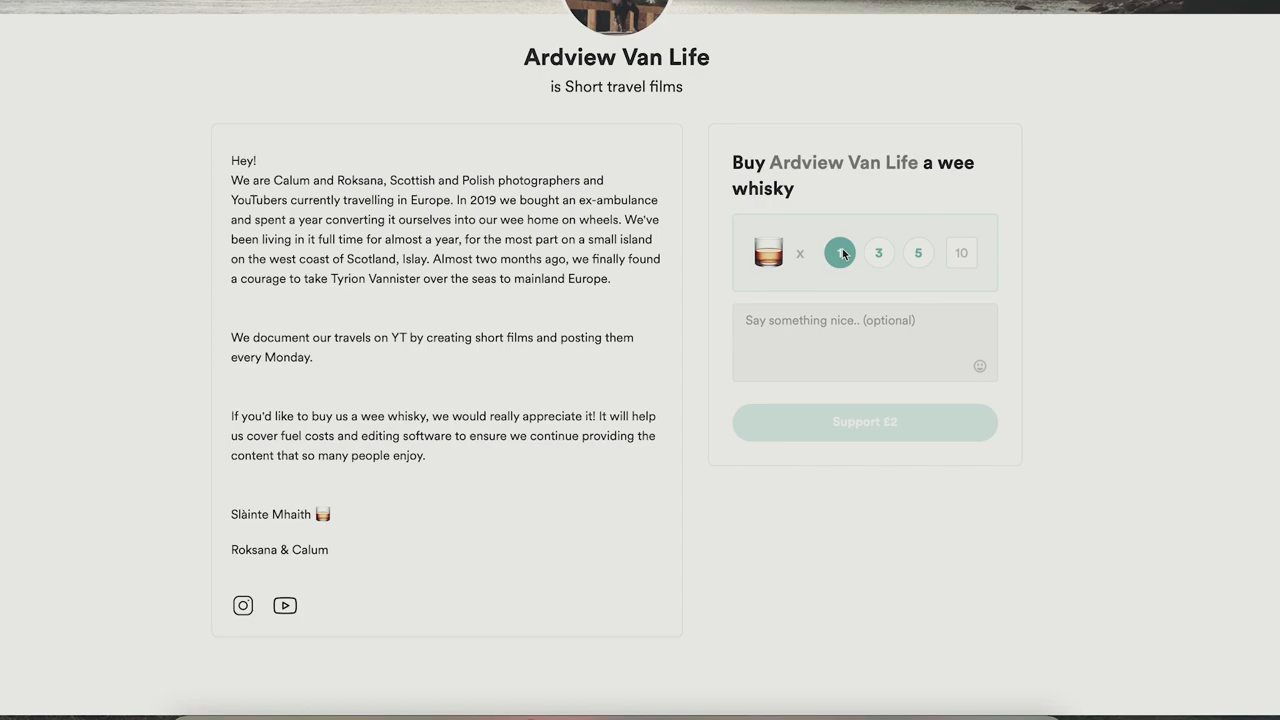 Ardview Van Life
is Short travel films
Hey!
We are Calum and Roksana, Scottish and Polish photographers and
YouTubers currently travelling in Europe. In 2019 we bought an ex-ambulance
and spent a year converting it ourselves into our wee home on wheels. We've
been living in it full time for almost a year, for the most part on a small island
on the west coast of Scotland, Islay. Almost two months ago, we finally found
a courage to take Tyrion Vannister over the seas to mainland Europe.
We document our travels on YT by creating short films and posting them
every Monday.
If you'd like to buy us a wee whisky, we would really appreciate it! It will help
us cover fuel costs and editing software to ensure we continue providing the
content that so many people enjoy.
Slàinte Mhaith 🥃
Roksana & Calum
Buy Ardview Van Life a wee
whisky
x 3 5 10
Say something nice.. (optional)
Support £2